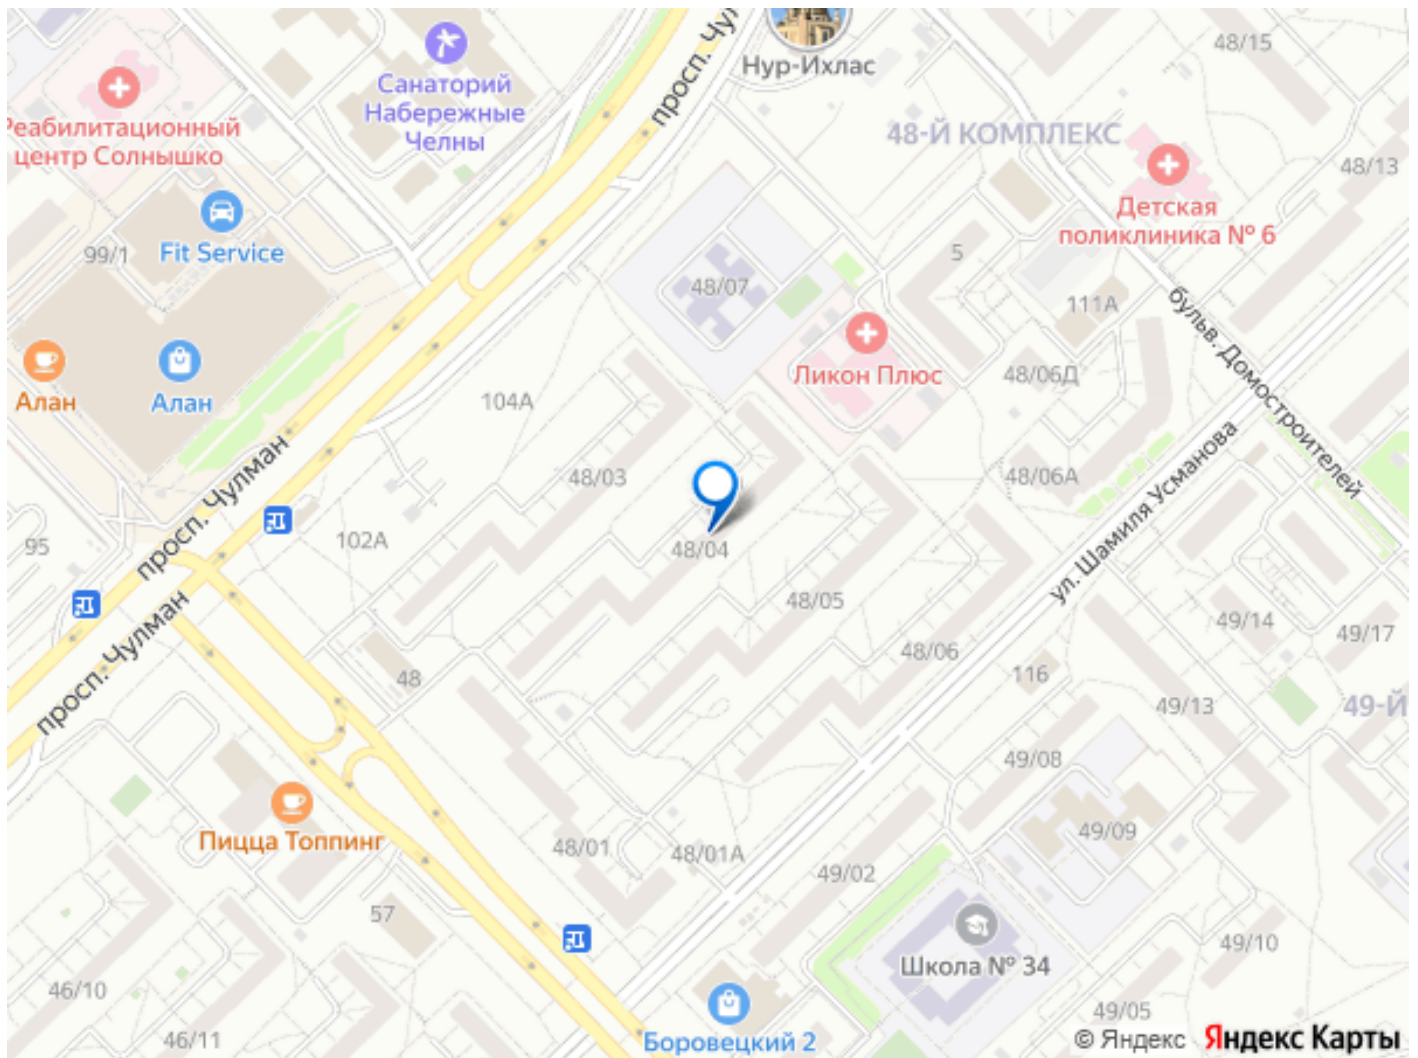 48/15
Нур-Ихлас
просп. Чу
Санаторий
Набережные
Челны
Реабилитационный
центр Солнышко
48-Й КОМПЛЕКС
48/13
Детская
поликлиника № 6
99/1
Fit Service
5
48/07
111А
бульв. Домостроителей
Ликон Плюс
48/06Д
Алан
Алан
104А
просп. Чулман
48/03
48/06А
ул. Шамиля Усманова
95
102А
48/04
48/05
просп. Чулман
49/14
49/17
48/06
116
48
49/13
49-Й
49/08
Пицца Топпинг
49/09
48/01
48/01А
49/02
57
49/10
Школа № 34
46/10
49/05
46/11
Боровецкий 2
© Яндекс Яндекс Карты